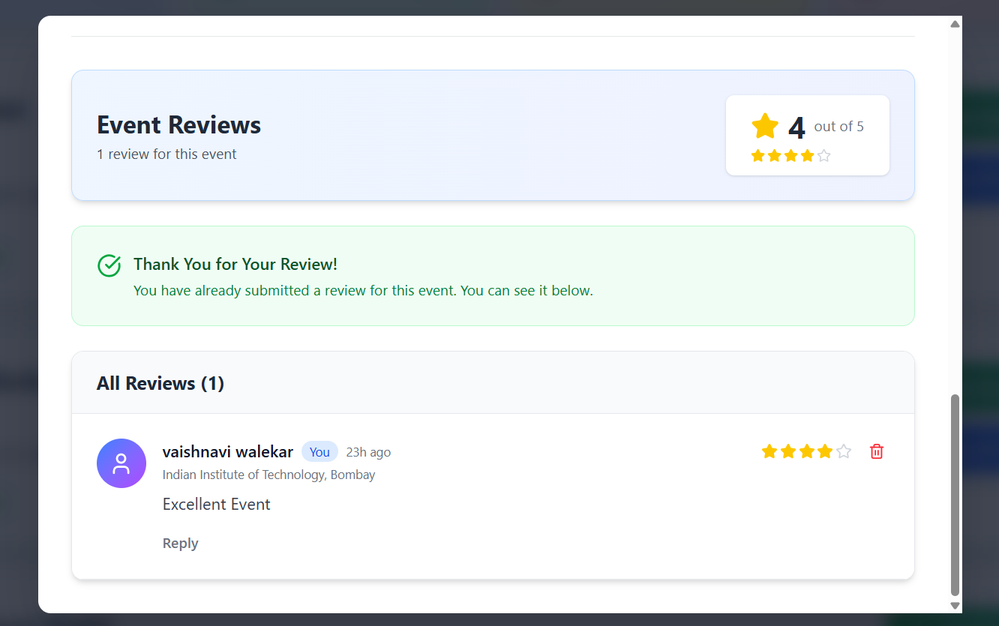 Event Reviews
1 review for this event
4 out of 5
Thank You for Your Review!
You have already submitted a review for this event. You can see it below.
All Reviews (1)
vaishnavi walekar You 23h ago
Indian Institute of Technology, Bombay
Excellent Event
Reply